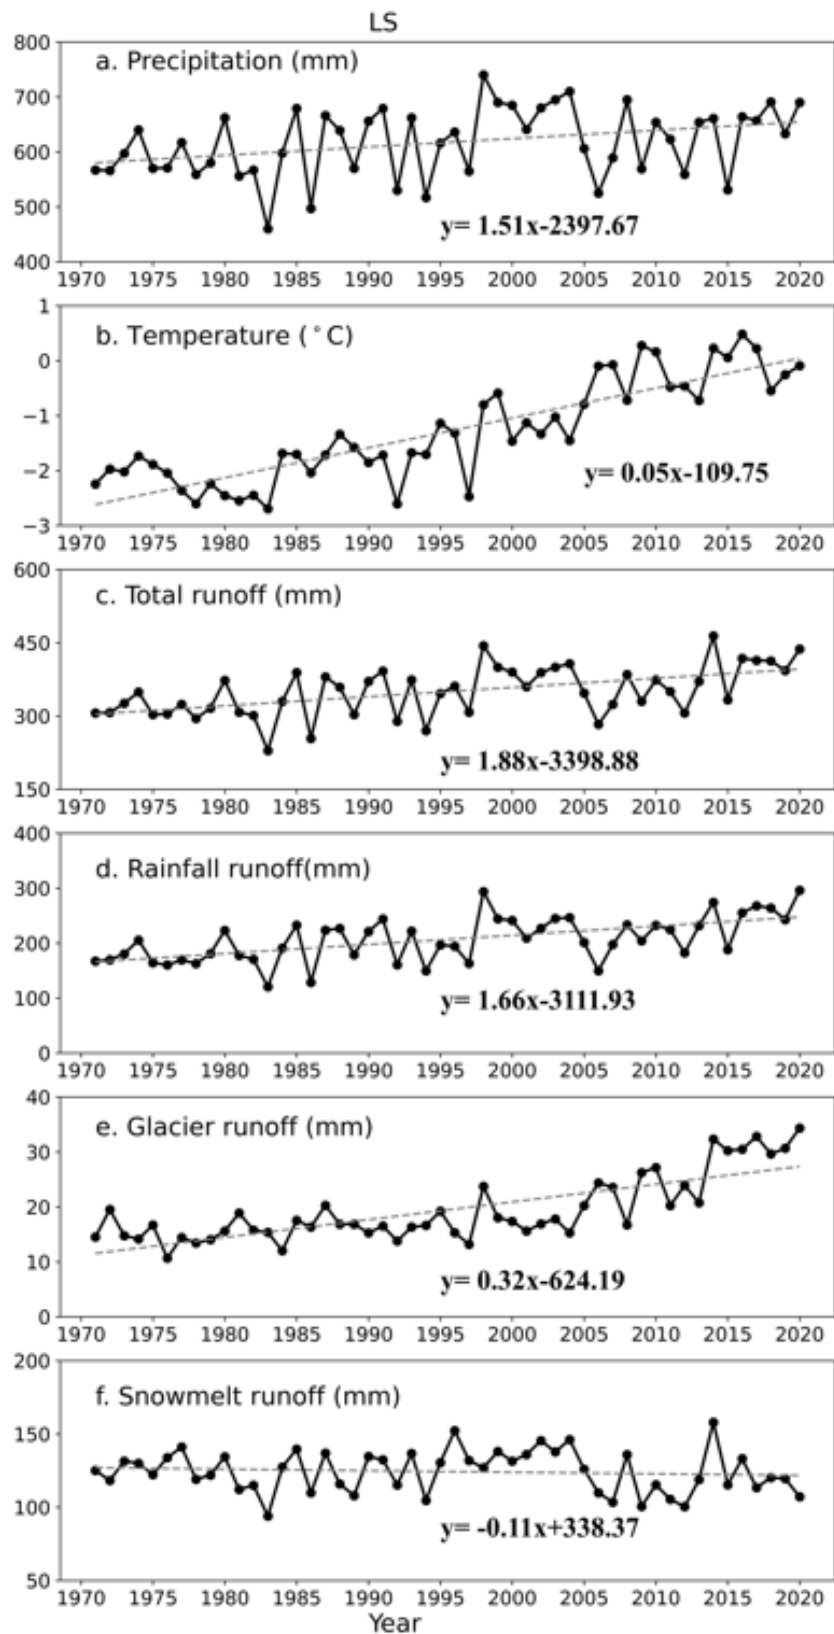 LS
800
a. Precipitation (mm)
700
600
500
y= 1.51x-2397.67
400
1970 1975 1980 1985 1990 1995 2000 2005 2010 2015 2020
1
b. Temperature (°C)
0
−1
−2
y= 0.05x-109.75
−3
1970 1975 1980 1985 1990 1995 2000 2005 2010 2015 2020
600
c. Total runoff (mm)
450
300
y= 1.88x-3398.88
150
1970 1975 1980 1985 1990 1995 2000 2005 2010 2015 2020
400
d. Rainfall runoff(mm)
300
200
100
y= 1.66x-3111.93
0
1970 1975 1980 1985 1990 1995 2000 2005 2010 2015 2020
40
e. Glacier runoff (mm)
30
20
10
y= 0.32x-624.19
0
1970 1975 1980 1985 1990 1995 2000 2005 2010 2015 2020
200
f. Snowmelt runoff (mm)
150
100
y= -0.11x+338.37
50
1970 1975 1980 1985 1990 1995 2000 2005 2010 2015 2020
Year